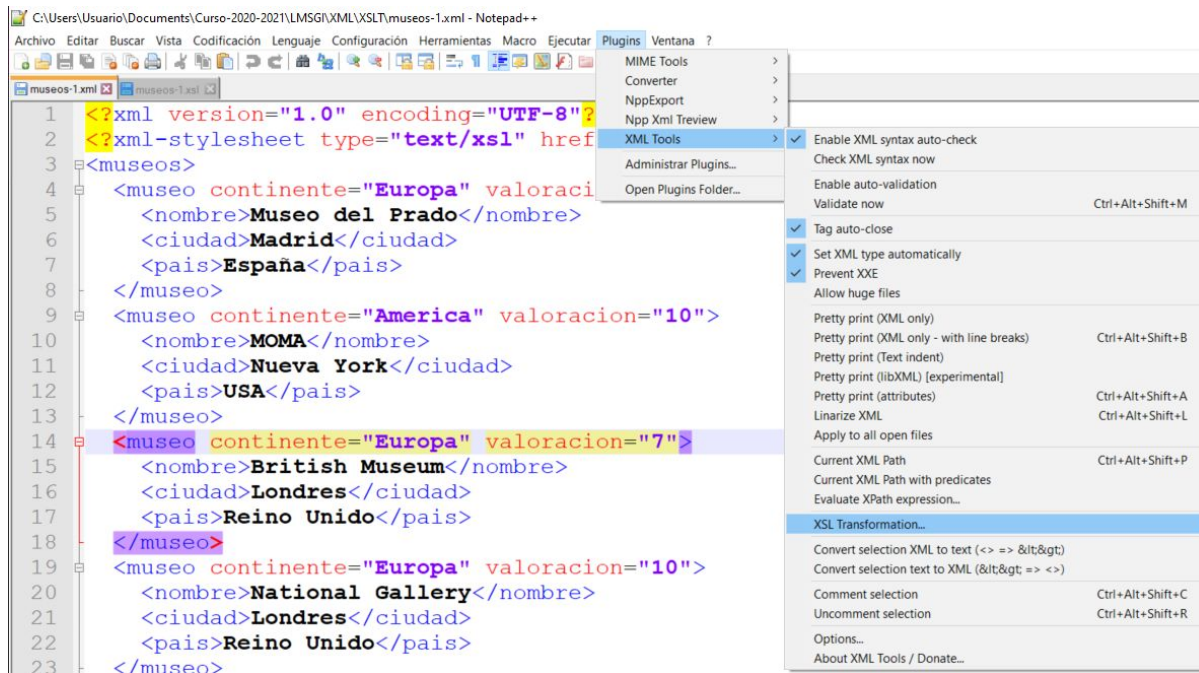 C:\Users\Usuario\Documents\Curso-2020-2021\LMSGI\XML\XSLT\museos-1.xml - Notepad++
Archivo Editar Buscar Vista Codificación Lenguaje Configuración Herramientas Macro Ejecutar Plugins Ventana ?
museos-1.xml museos-1.xsl
1 <?xml version="1.0" encoding="UTF-8"?
2 <?xml-stylesheet type="text/xsl" href
3 <museos>
4 <museo continente="Europa" valoraci
5 <nombre>Museo del Prado</nombre>
6 <ciudad>Madrid</ciudad>
7 <pais>España</pais>
8 </museo>
9 <museo continente="America" valoracion="10">
10 <nombre>MOMA</nombre>
11 <ciudad>Nueva York</ciudad>
12 <pais>USA</pais>
13 </museo>
14 <museo continente="Europa" valoracion="7">
15 <nombre>British Museum</nombre>
16 <ciudad>Londres</ciudad>
17 <pais>Reino Unido</pais>
18 </museo>
19 <museo continente="Europa" valoracion="10">
20 <nombre>National Gallery</nombre>
21 <ciudad>Londres</ciudad>
22 <pais>Reino Unido</pais>
23 </museo>
MIME Tools
Converter
NppExport
Npp Xml Treview
XML Tools
Administrar Plugins...
Open Plugins Folder...
Enable XML syntax auto-check
Check XML syntax now
Enable auto-validation
Validate now Ctrl+Alt+Shift+M
Tag auto-close
Set XML type automatically
Prevent XXE
Allow huge files
Pretty print (XML only)
Pretty print (XML only - with line breaks) Ctrl+Alt+Shift+B
Pretty print (Text indent)
Pretty print (libXML) [experimental]
Pretty print (attributes) Ctrl+Alt+Shift+A
Linarize XML Ctrl+Alt+Shift+L
Apply to all open files
Current XML Path Ctrl+Alt+Shift+P
Current XML Path with predicates
Evaluate XPath expression...
XSL Transformation...
Convert selection XML to text (<> => &lt;&gt;)
Convert selection text to XML (&lt;&gt; => <>)
Comment selection Ctrl+Alt+Shift+C
Uncomment selection Ctrl+Alt+Shift+R
Options...
About XML Tools / Donate...